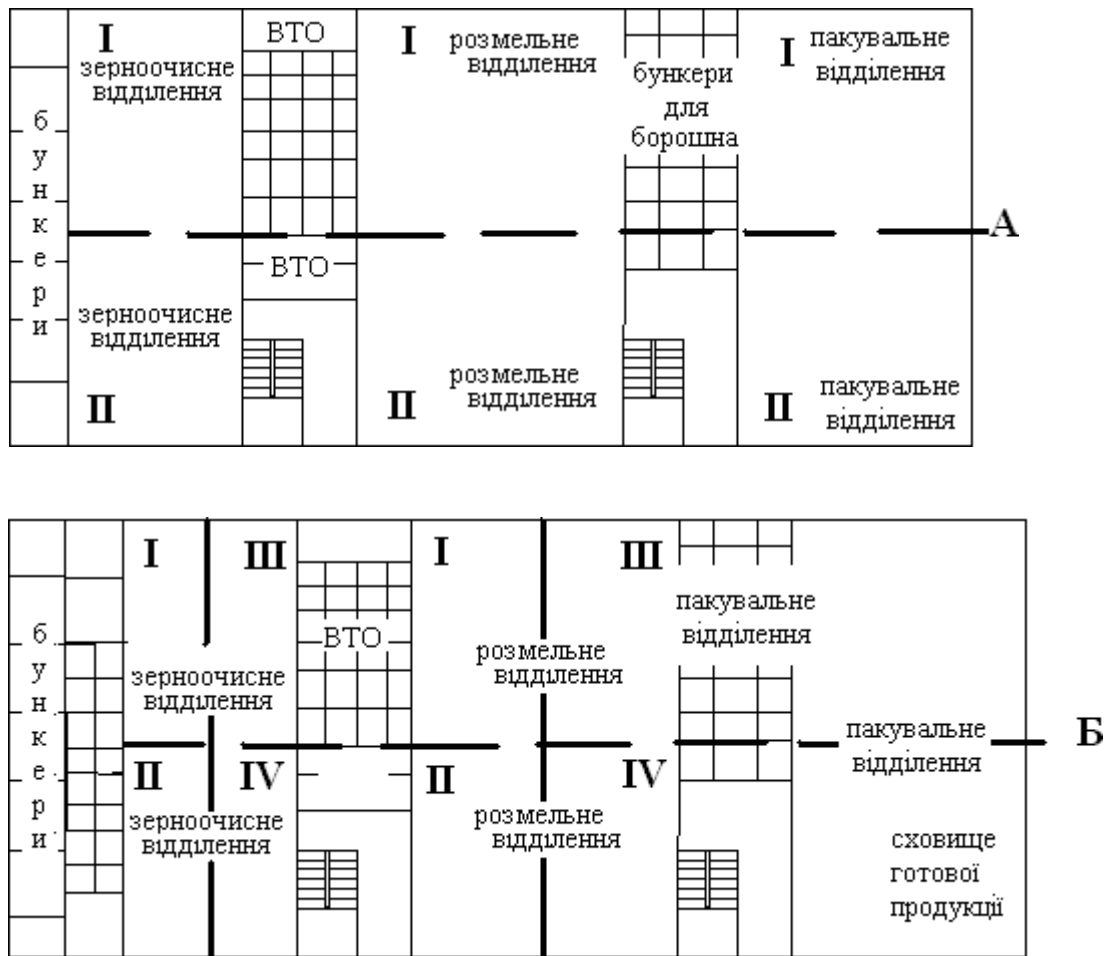 I
ВТО
I
розмельне
відділення
I
пакувальне
відділення
зерноочисне
відділення
бункери
для
борошна
б
у
н
к
е
р
и
А
ВТО
зерноочисне
відділення
II
розмельне
відділення
II
II
пакувальне
відділення
I
III
I
III
б
у
н
к
е
р
и
ВТО
пакувальне
відділення
зерноочисне
відділення
розмельне
відділення
пакувальне
відділення
Б
II
IV
II
IV
зерноочисне
відділення
розмельне
відділення
сховище
готової
продукції